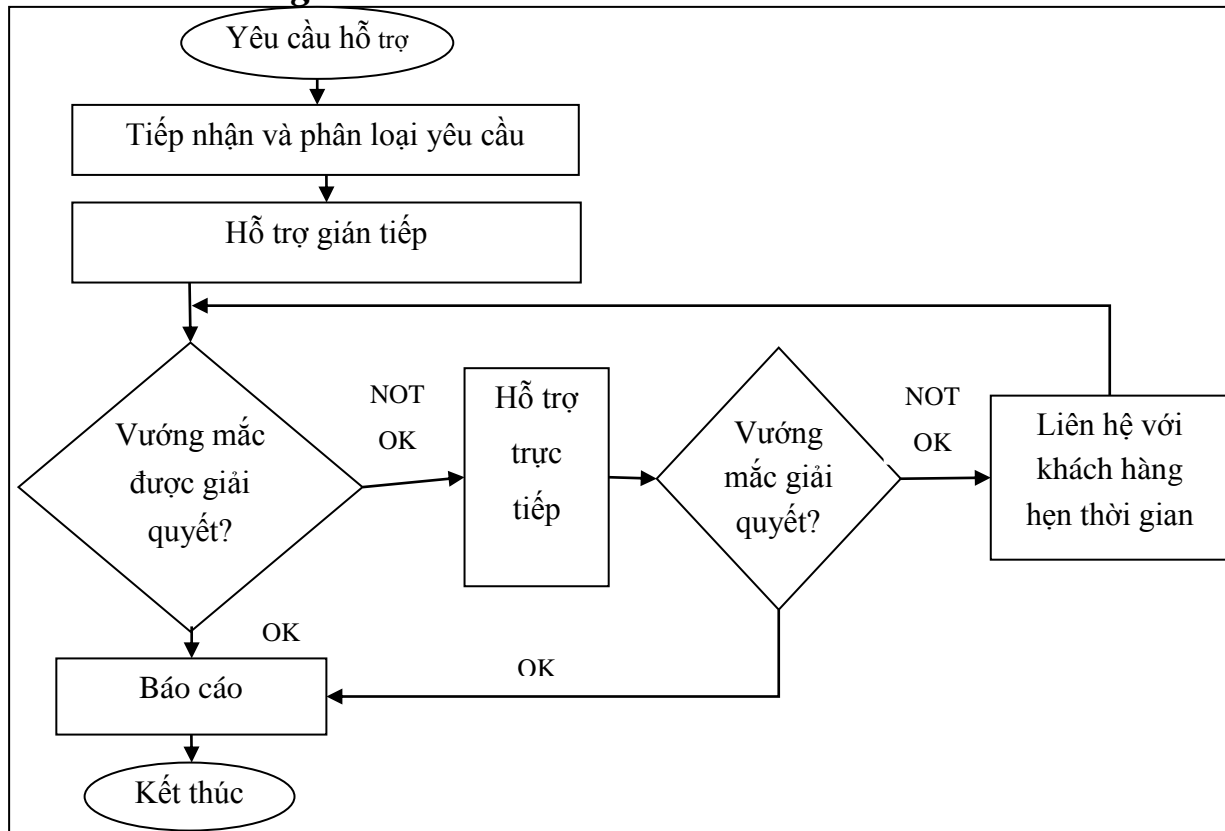 Yêu cầu hỗ trợ
Tiếp nhận và phân loại yêu cầu
Hỗ trợ gián tiếp
Vướng mắc
được giải
quyết?
NOT
OK
Hỗ trợ
trực
tiếp
Vướng
mắc giải
quyết?
NOT
OK
Liên hệ với
khách hàng
hẹn thời gian
OK
OK
Báo cáo
Kết thúc